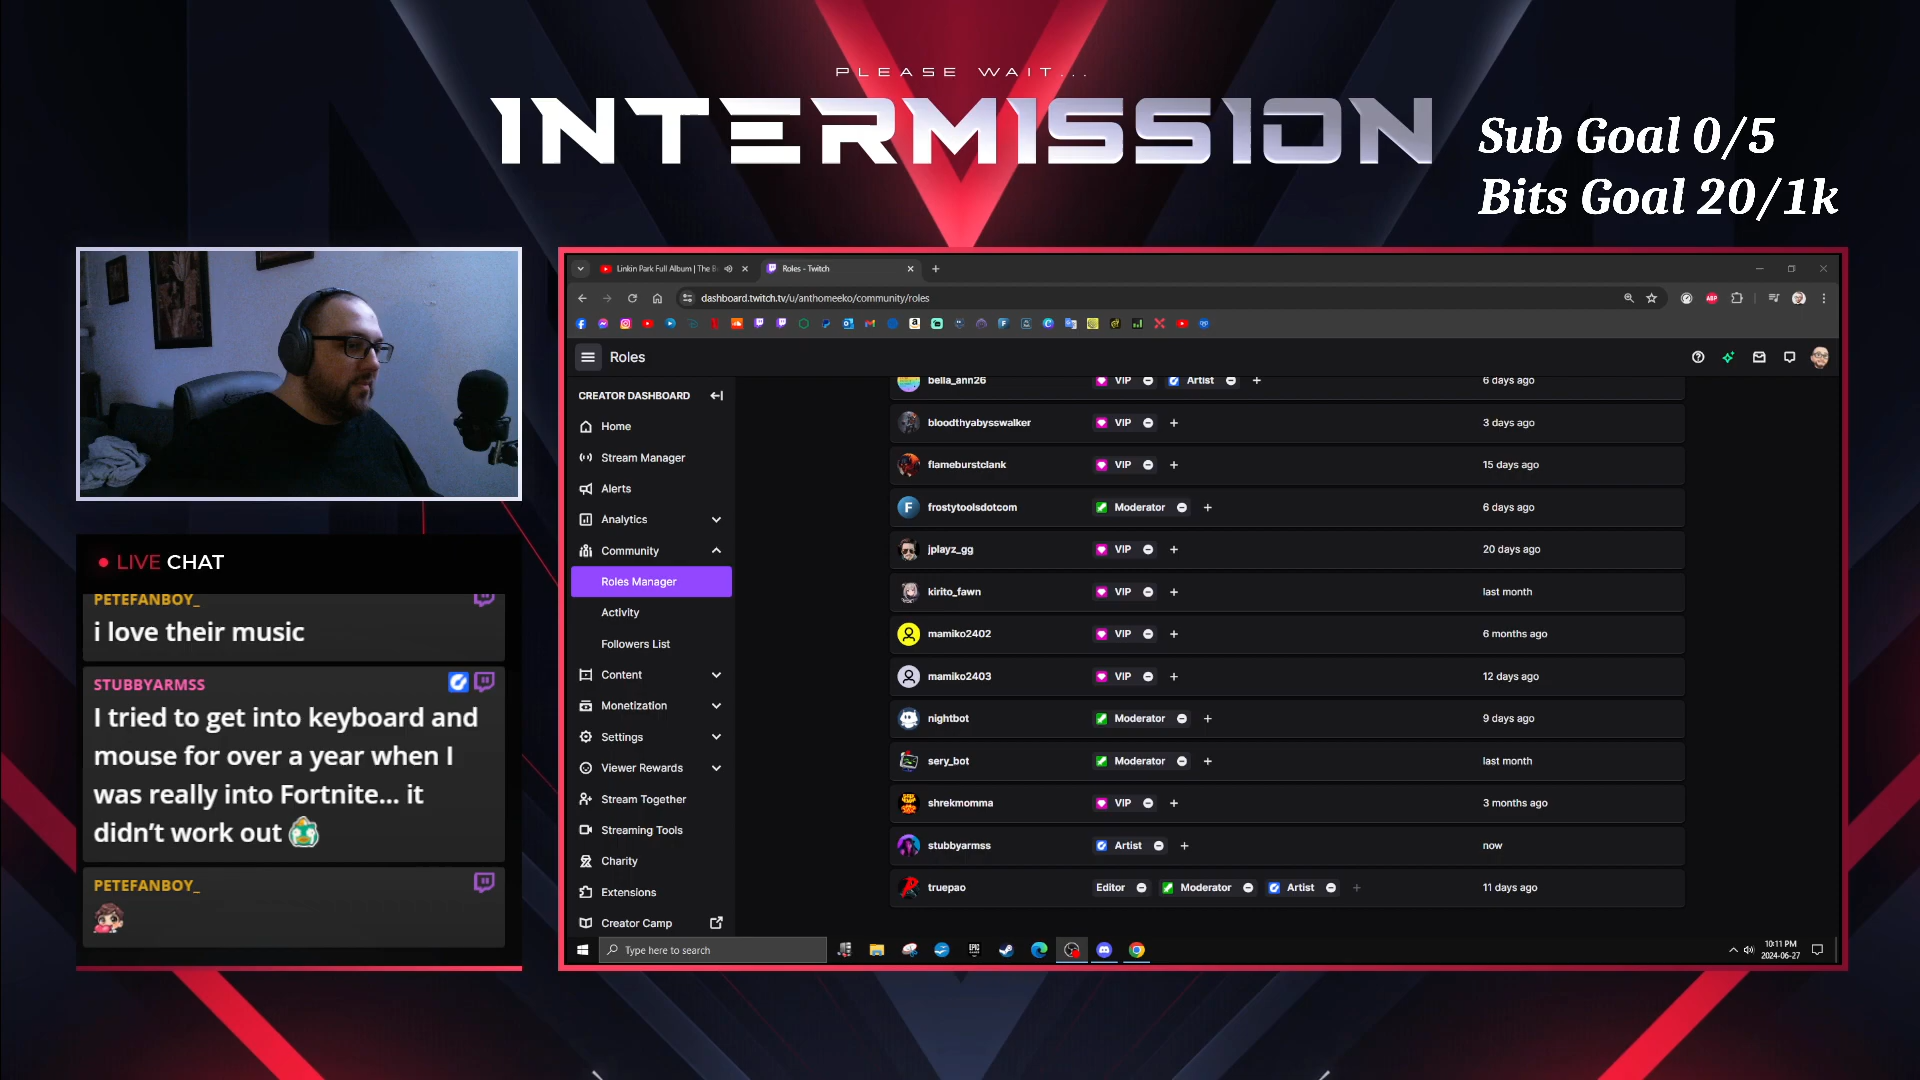 PLEASE WAIT...
INTERMISSION
Sub Goal 0/5
Bits Goal 20/1k
LIVE CHAT
PETEFANBOY_
i love their music
STUBBYARMSS
I tried to get into keyboard and
mouse for over a year when I
was really into Fortnite... it
didn't work out
PETEFANBOY_
Linkin Park Full Album | The B
Roles - Twitch
dashboard.twitch.tv/u/anthomeeko/community/roles
Roles
CREATOR DASHBOARD
Home
Stream Manager
Alerts
Analytics
Community
Roles Manager
Activity
Followers List
Content
Monetization
Settings
Viewer Rewards
Stream Together
Streaming Tools
Charity
Extensions
Creator Camp
bella_ann26 VIP Artist 6 days ago
bloodthyabysswalker VIP 3 days ago
flameburstclank VIP 15 days ago
F frostytoolsdotcom Moderator 6 days ago
jplayz_gg VIP 20 days ago
kirito_fawn VIP last month
mamiko2402 VIP 6 months ago
mamiko2403 VIP 12 days ago
nightbot Moderator 9 days ago
sery_bot Moderator last month
shrekmomma VIP 3 months ago
stubbyarmss Artist now
truepao Editor Moderator Artist 11 days ago
Type here to search
10:11 PM
2024-06-27